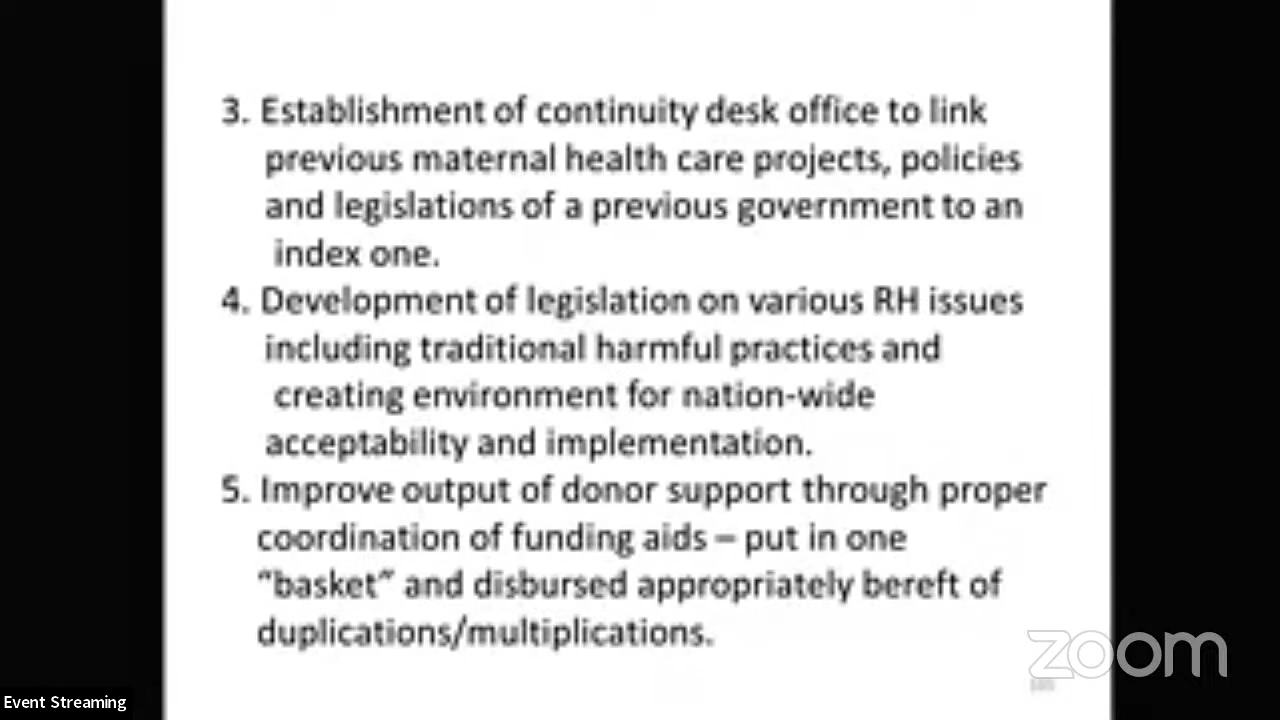 3. Establishment of continuity desk office to link
previous maternal health care projects, policies
and legislations of a previous government to an
index one.
4. Development of legislation on various RH issues
including traditional harmful practices and
creating environment for nation-wide
acceptability and implementation.
5. Improve output of donor support through proper
coordination of funding aids – put in one
“basket” and disbursed appropriately bereft of
duplications/multiplications.
zoom
Event Streaming